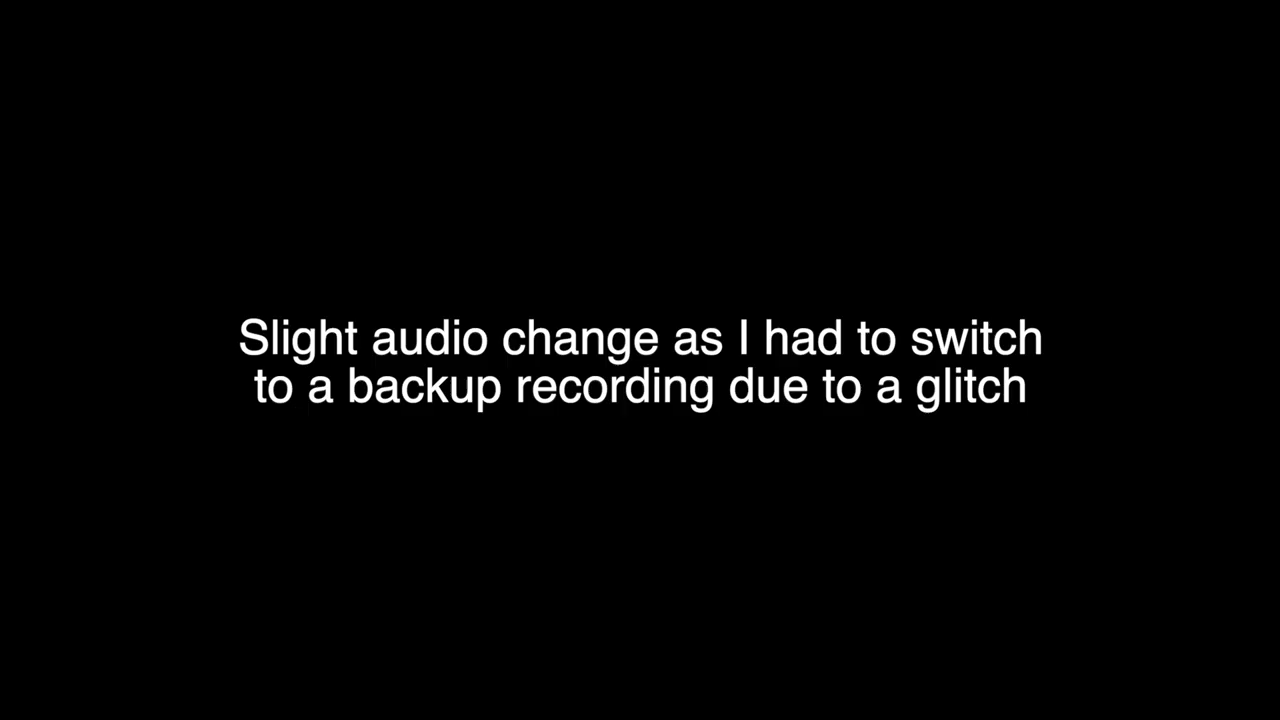 Slight audio change as I had to switch
to a backup recording due to a glitch